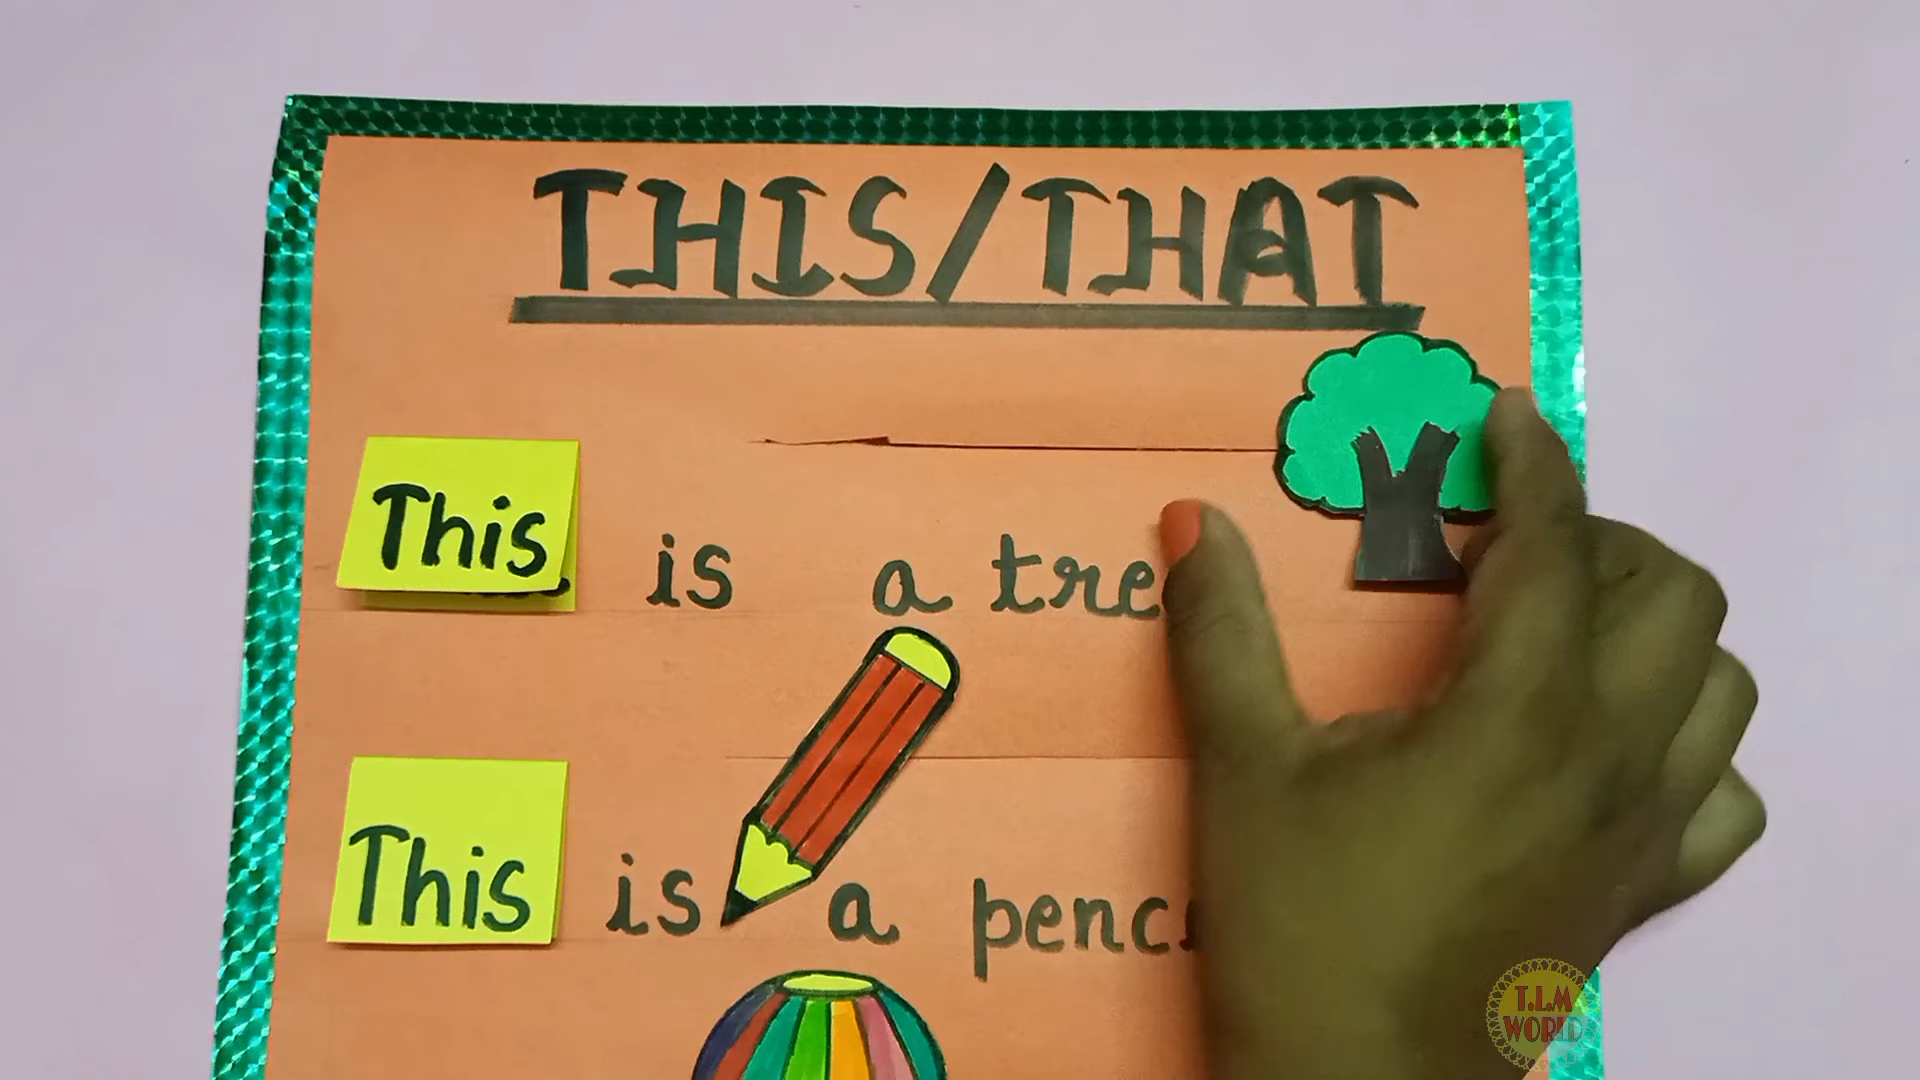 THIS/THAT
This is a tre
This is a penc
T.L.M
WORLD